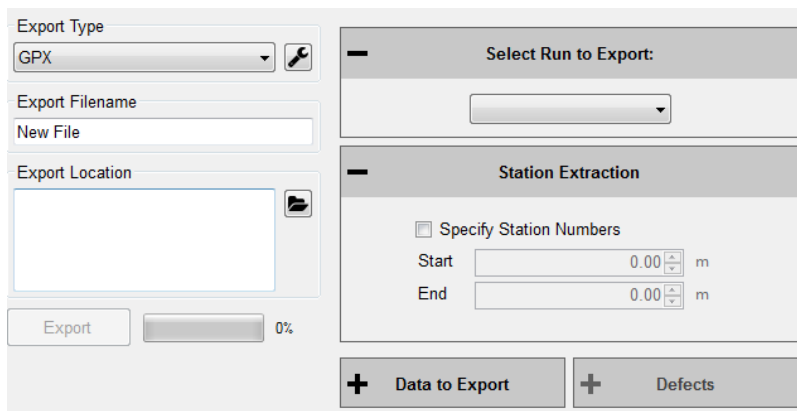 Export Type
GPX
Export Filename
New File
Export Location
Export
0%
Select Run to Export:
Station Extraction
Specify Station Numbers
Start 0.00 m
End 0.00 m
Data to Export
Defects